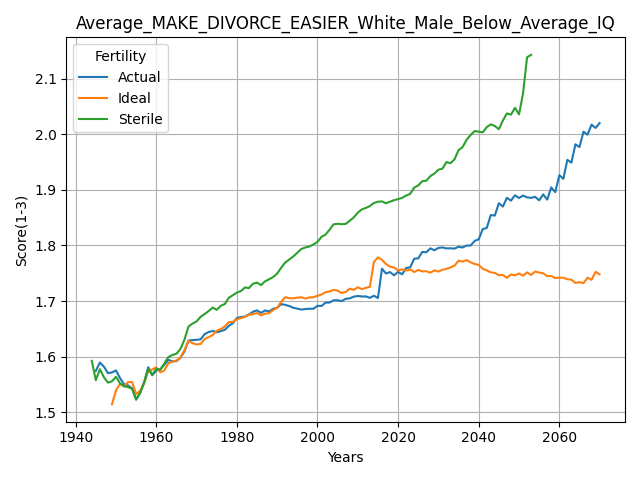 Average_MAKE_DIVORCE_EASIER_White_Male_Below_Average_IQ
Fertility
Actual
Ideal
Sterile
Score(1-3)
2.1
2.0
1.9
1.8
1.7
1.6
1.5
1940
1960
1980
2000
2020
2040
2060
Years